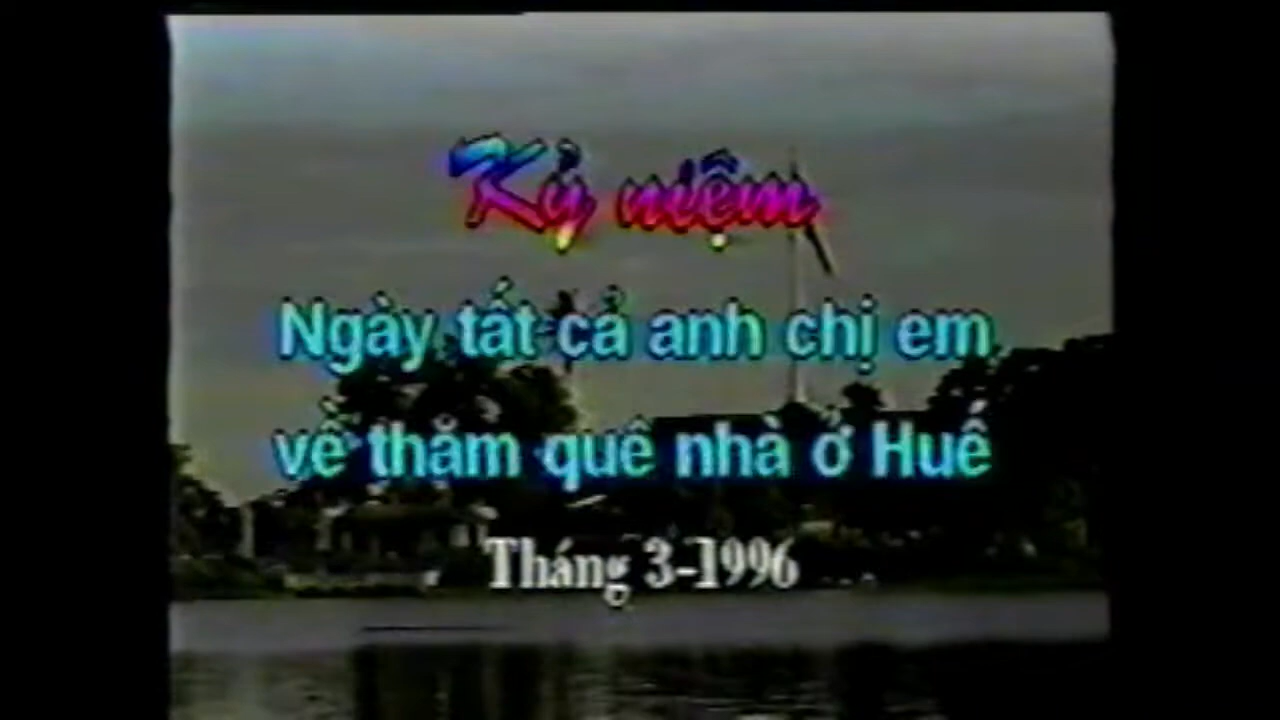 Kỷ niệm
Ngày tất cả anh chị em
về thăm quê nhà ở Huế
Tháng 3-1996